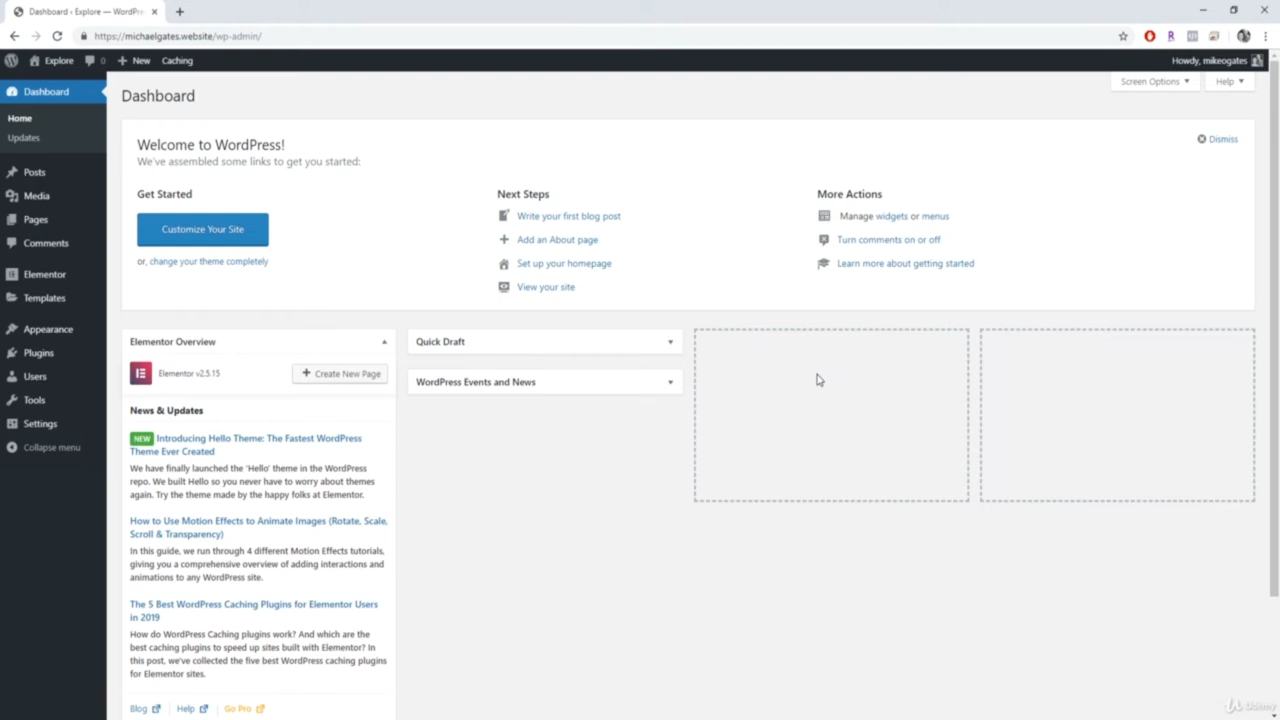 Dashboard ‹ Explore — WordPre
https://michaelgates.website/wp-admin/
Explore
0
New
Caching
Howdy, mikeogates
Dashboard
Home
Updates
Posts
Media
Pages
Comments
Elementor
Templates
Appearance
Plugins
Users
Tools
Settings
Collapse menu
Dashboard
Screen Options
Help
Welcome to WordPress!
We've assembled some links to get you started:
Dismiss
Get Started
Customize Your Site
or, change your theme completely
Next Steps
Write your first blog post
Add an About page
Set up your homepage
View your site
More Actions
Manage widgets or menus
Turn comments on or off
Learn more about getting started
Elementor Overview
Elementor v2.5.15
Create New Page
News & Updates
NEW Introducing Hello Theme: The Fastest WordPress
Theme Ever Created
We have finally launched the 'Hello' theme in the WordPress
repo. We built Hello so you never have to worry about themes
again. Try the theme made by the happy folks at Elementor.
How to Use Motion Effects to Animate Images (Rotate, Scale,
Scroll & Transparency)
In this guide, we run through 4 different Motion Effects tutorials,
giving you a comprehensive overview of adding interactions and
animations to any WordPress site.
The 5 Best WordPress Caching Plugins for Elementor Users
in 2019
How do WordPress Caching plugins work? And which are the
best caching plugins to speed up sites built with Elementor? In
this post, we've collected the five best WordPress caching plugins
for Elementor sites.
Blog
Help
Go Pro
Quick Draft
WordPress Events and News
Udemy